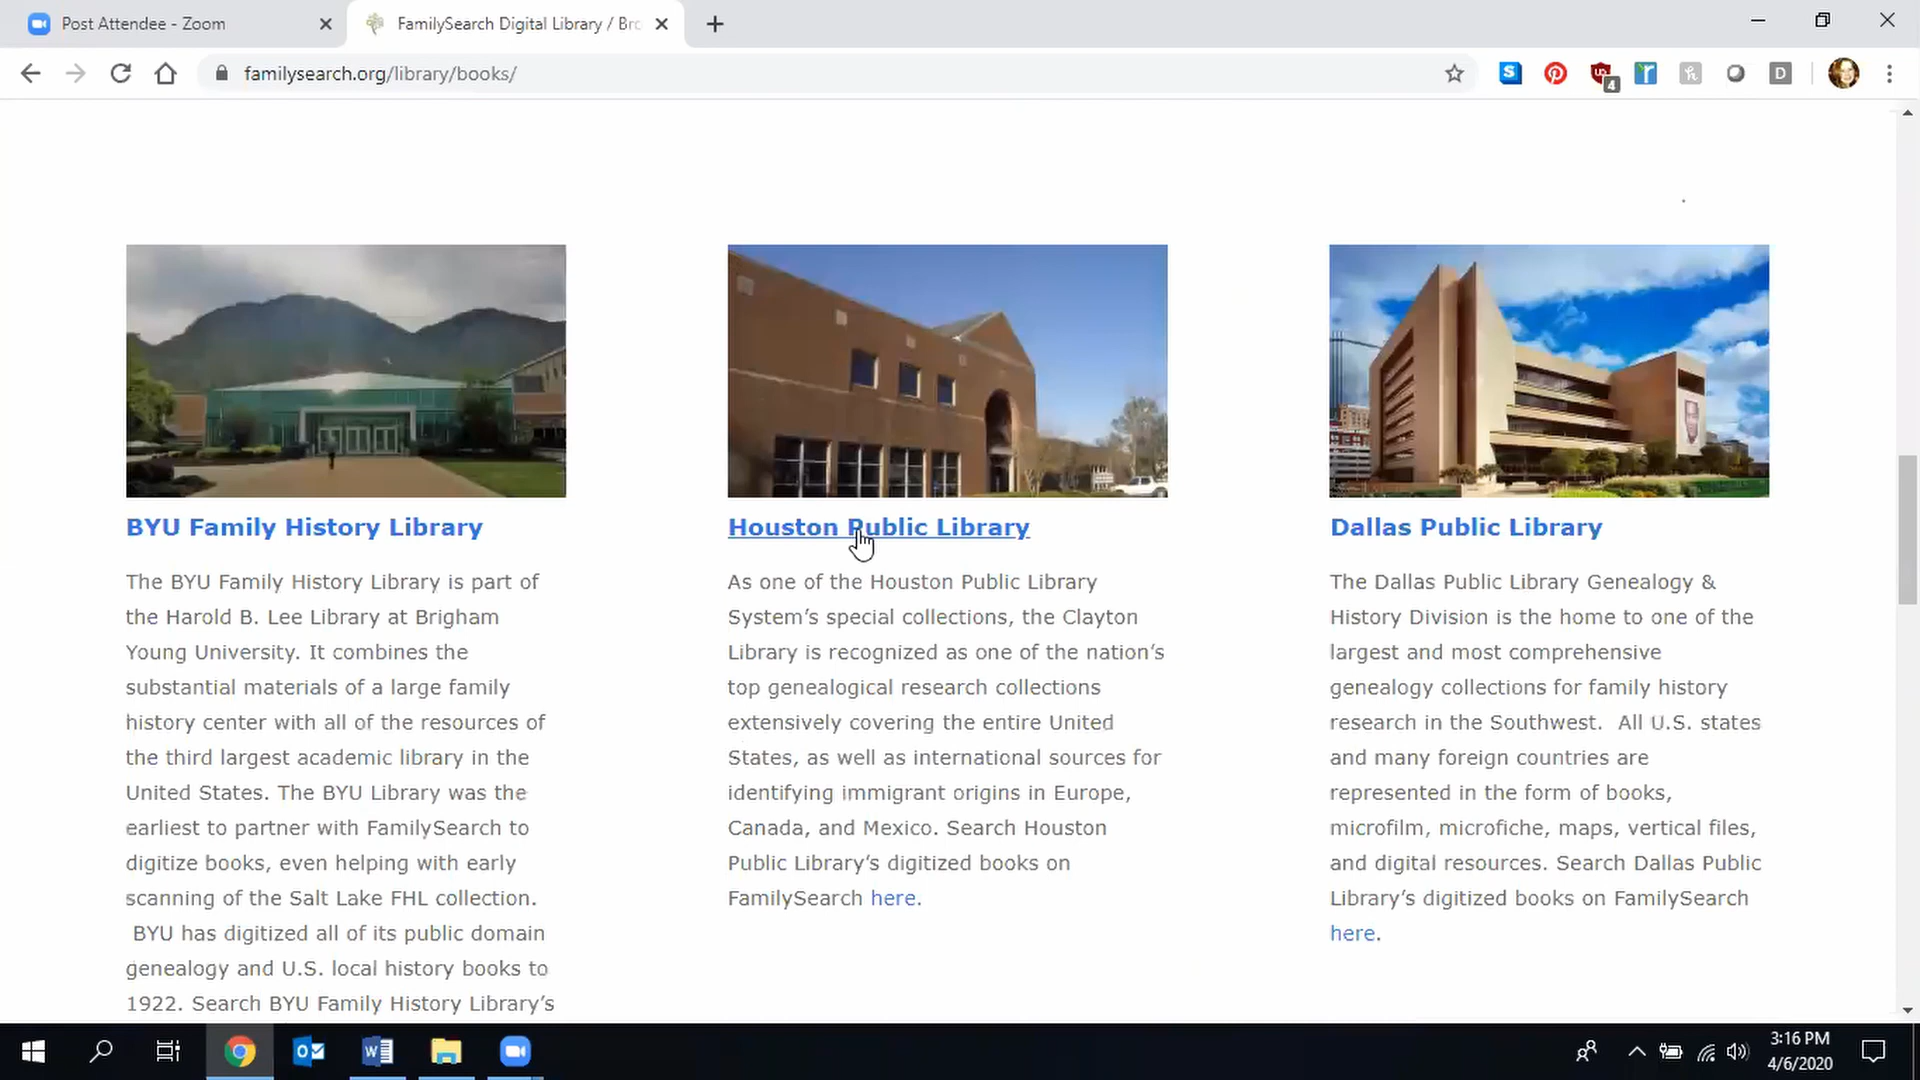 Post Attendee - Zoom
FamilySearch Digital Library / Bro
familysearch.org/library/books/
S
4
D
BYU Family History Library
The BYU Family History Library is part of
the Harold B. Lee Library at Brigham
Young University. It combines the
substantial materials of a large family
history center with all of the resources of
the third largest academic library in the
United States. The BYU Library was the
earliest to partner with FamilySearch to
digitize books, even helping with early
scanning of the Salt Lake FHL collection.
BYU has digitized all of its public domain
genealogy and U.S. local history books to
1922. Search BYU Family History Library’s
Houston Public Library
As one of the Houston Public Library
System’s special collections, the Clayton
Library is recognized as one of the nation’s
top genealogical research collections
extensively covering the entire United
States, as well as international sources for
identifying immigrant origins in Europe,
Canada, and Mexico. Search Houston
Public Library’s digitized books on
FamilySearch here.
Dallas Public Library
The Dallas Public Library Genealogy &
History Division is the home to one of the
largest and most comprehensive
genealogy collections for family history
research in the Southwest.  All U.S. states
and many foreign countries are
represented in the form of books,
microfilm, microfiche, maps, vertical files,
and digital resources. Search Dallas Public
Library’s digitized books on FamilySearch
here.
3:16 PM
4/6/2020